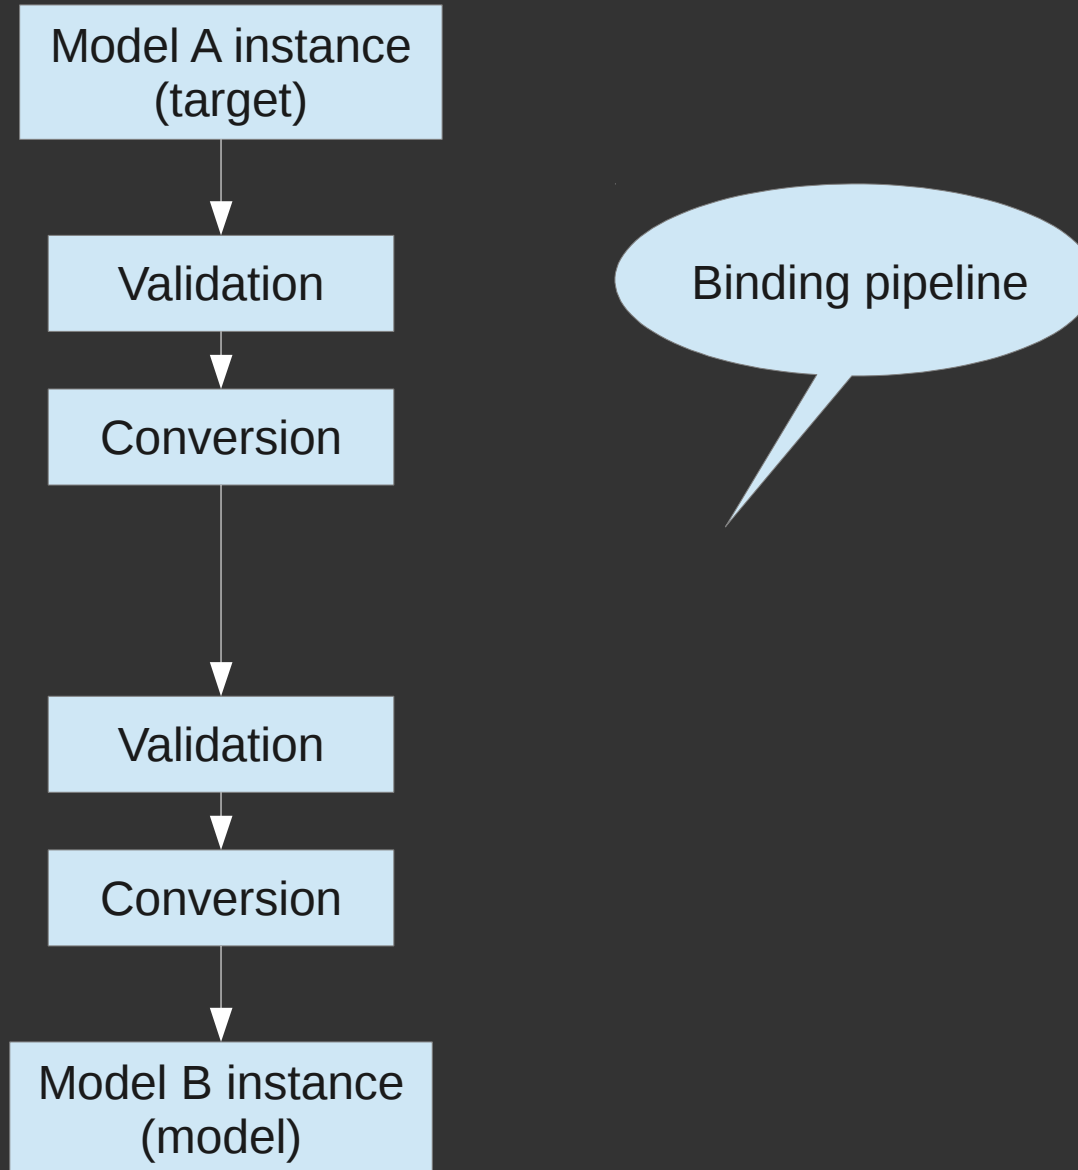 Model A instance
(target)
Validation
Binding pipeline
Conversion
Validation
Conversion
Model B instance
(model)